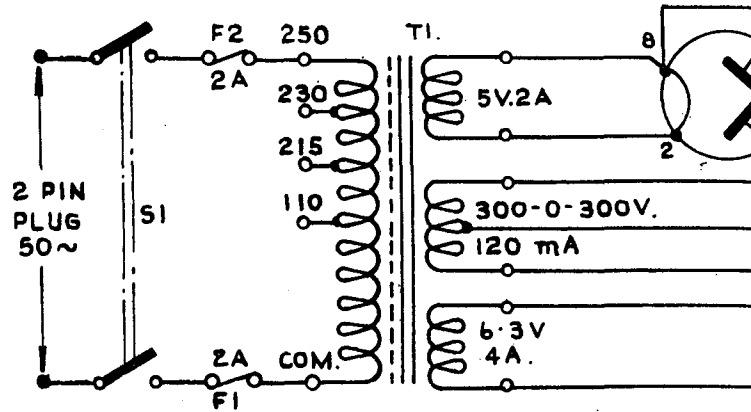 F2
250
T1.
8
2A
230
5V.2A
2
215
2 PIN
PLUG
50~
S1
110
300-0-300V.
120 mA
6·3V
4A.
2A
COM.
F1